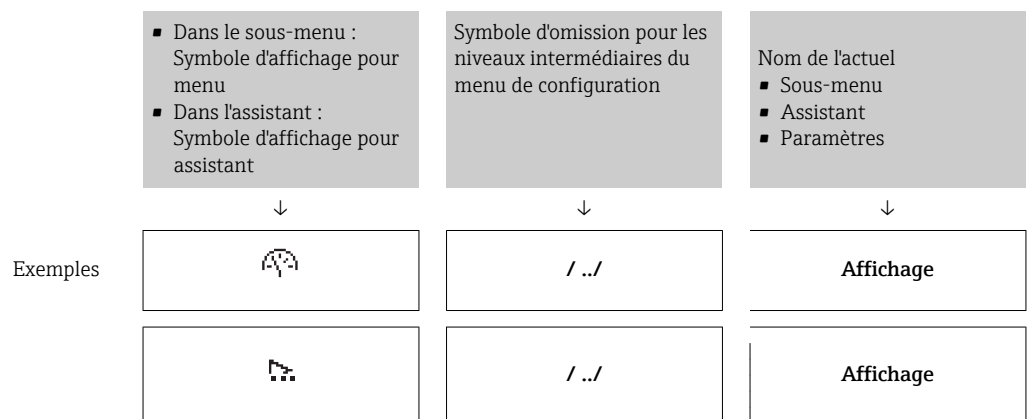 ▪ Dans le sous-menu :
Symbole d'affichage pour
menu
▪ Dans l'assistant :
Symbole d'affichage pour
assistant
Symbole d'omission pour les
niveaux intermédiaires du
menu de configuration
Nom de l'actuel
▪ Sous-menu
▪ Assistant
▪ Paramètres
↓ ↓ ↓
Exemples / ../ Affichage
/ ../ Affichage